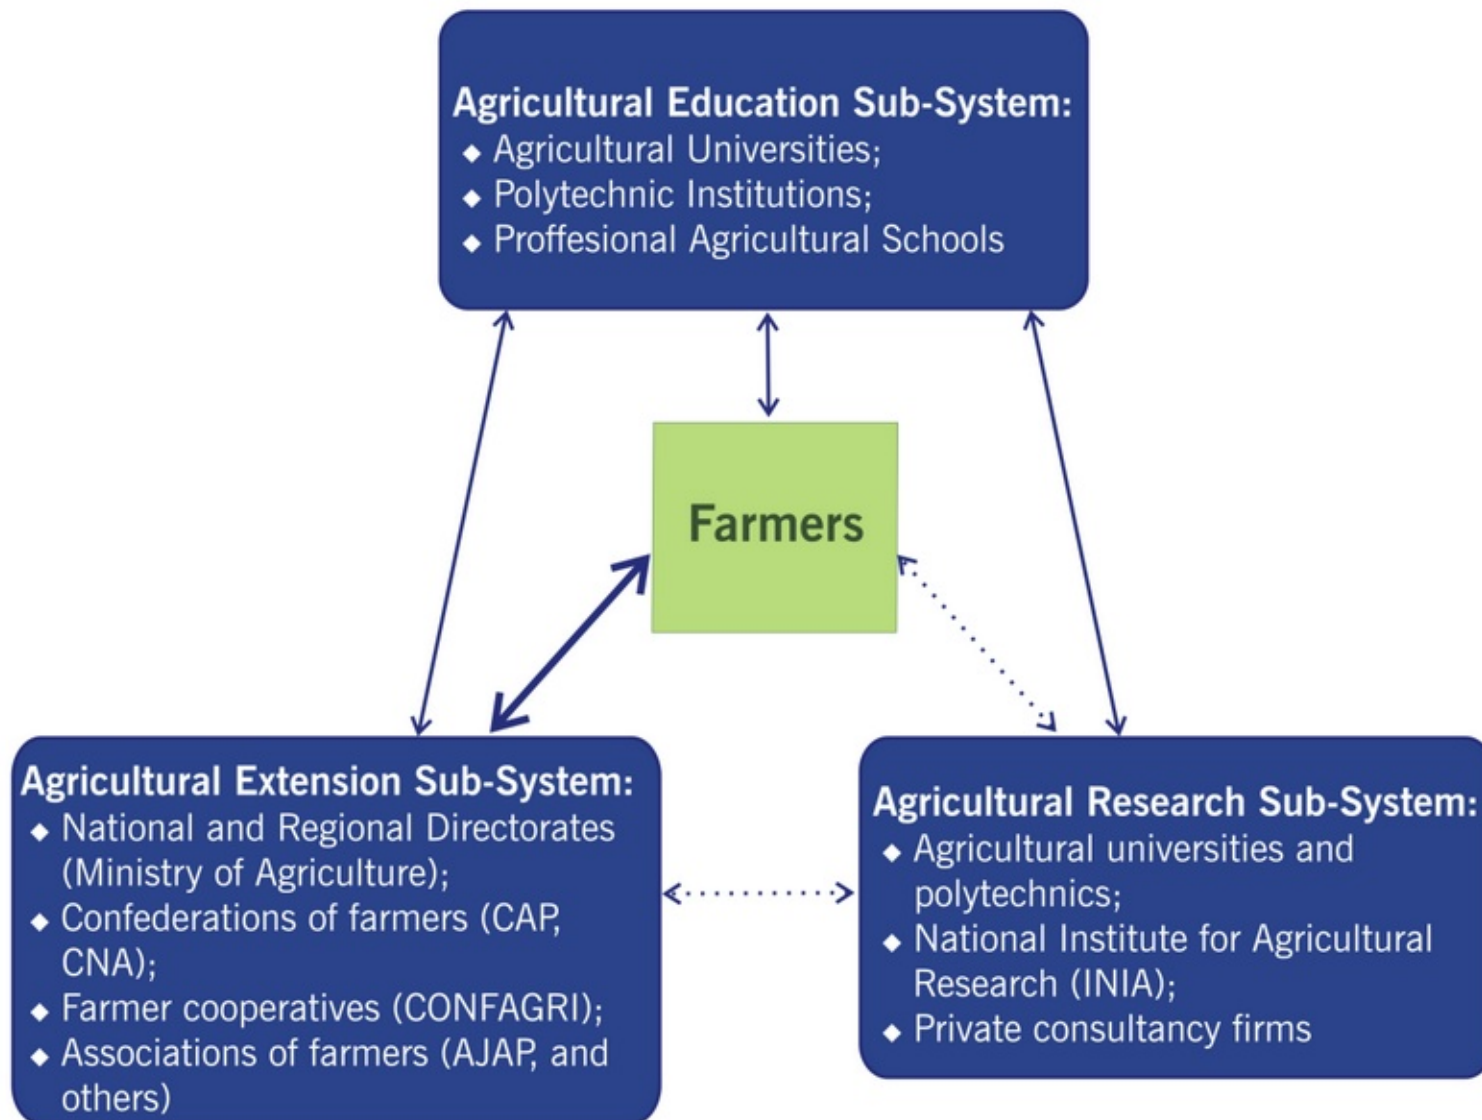 Agricultural Education Sub-System:
◆ Agricultural Universities;
◆ Polytechnic Institutions;
◆ Proffesional Agricultural Schools
Farmers
Agricultural Extension Sub-System:
◆ National and Regional Directorates
(Ministry of Agriculture);
◆ Confederations of farmers (CAP,
CNA);
◆ Farmer cooperatives (CONFAGRI);
◆ Associations of farmers (AJAP, and
others)
Agricultural Research Sub-System:
◆ Agricultural universities and
polytechnics;
◆ National Institute for Agricultural
Research (INIA);
◆ Private consultancy firms